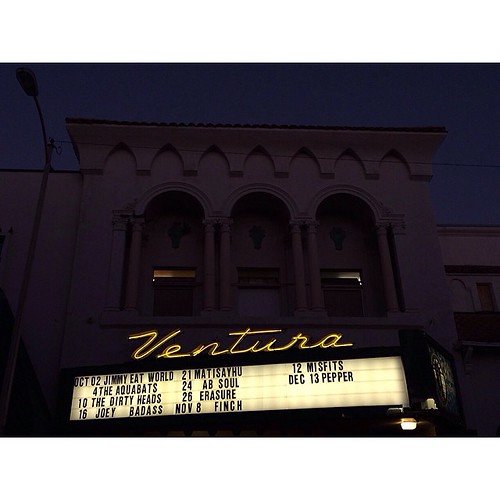 Ventura
OCT 02 JIMMY EAT WORLD
4 THE AQUABATS
10 THE DIRTY HEADS
16 JOEY BADASS
21 MATISAYHU
24 AB SOUL
26 ERASURE
NOV 8 FINCH
12 MISFITS
DEC 13 PEPPER